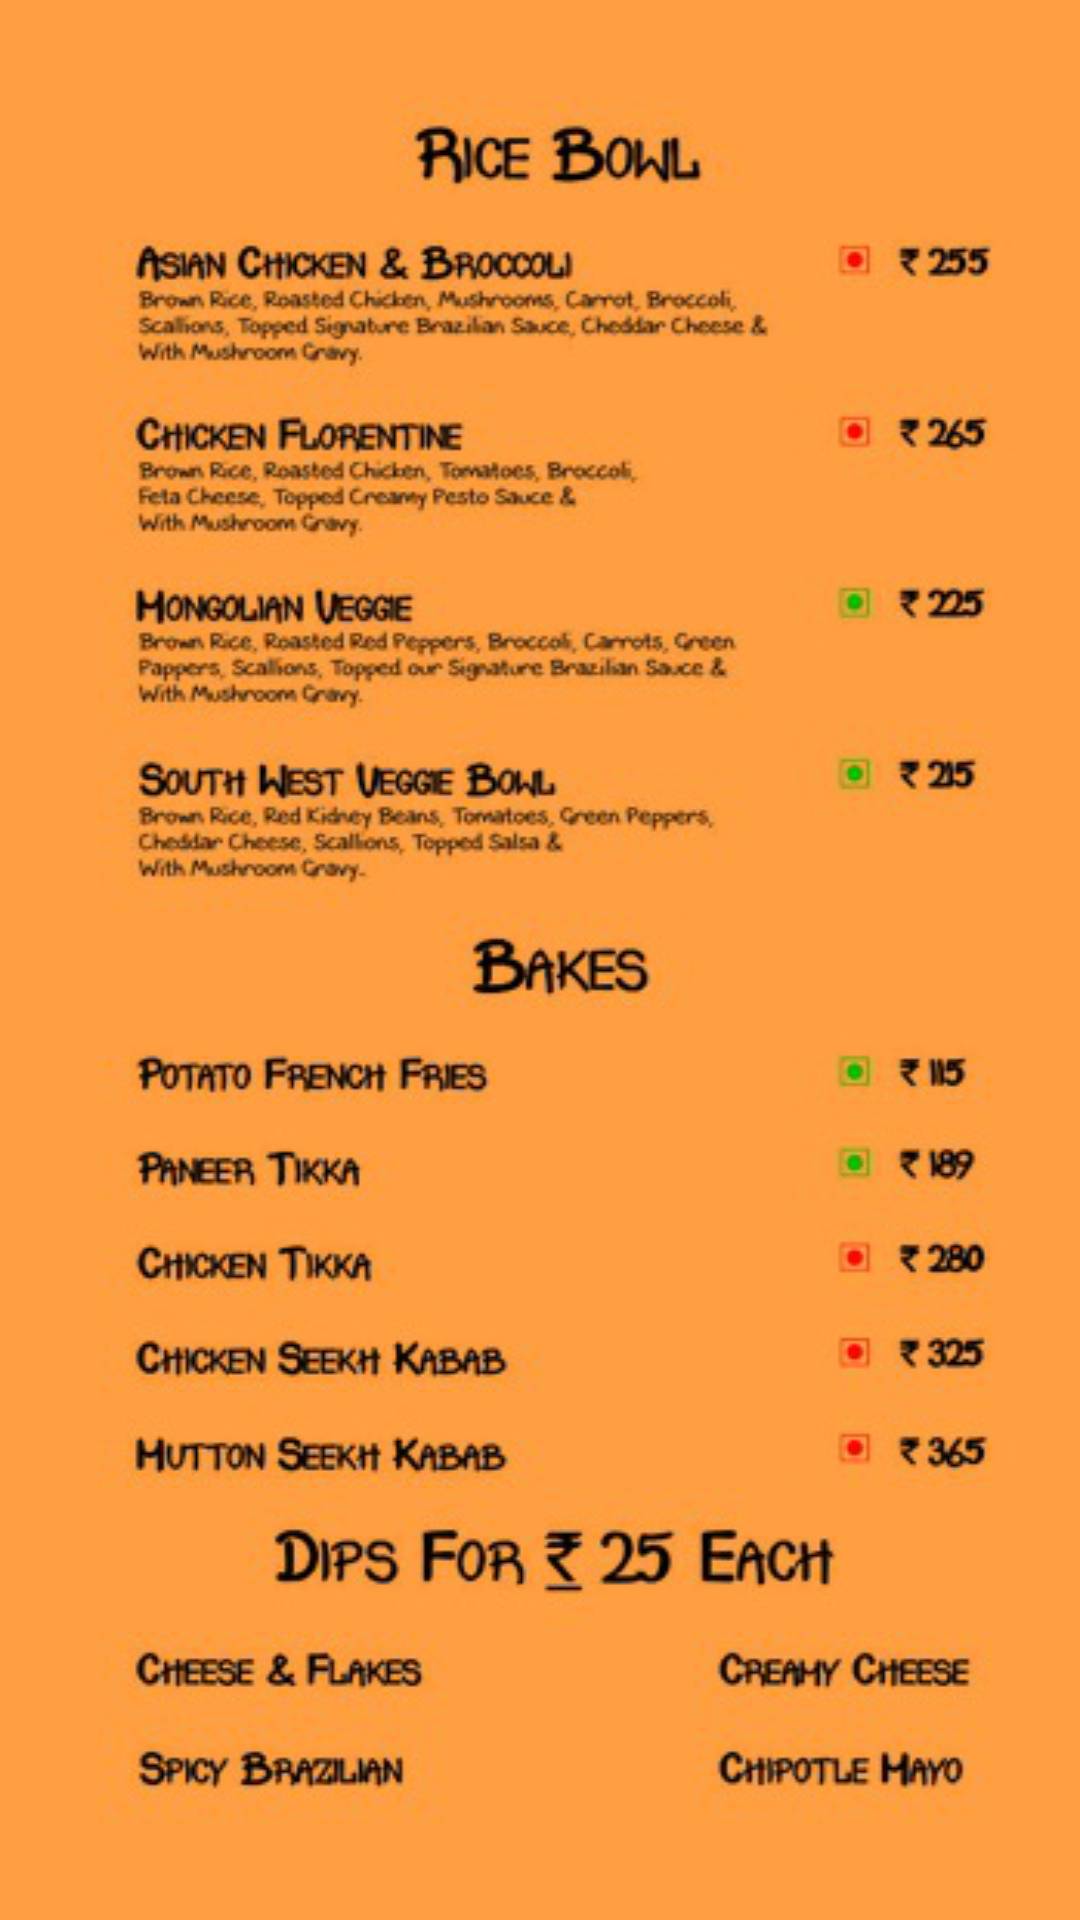 Rice Bowl
Asian Chicken & Broccoli ₹ 255
Brown Rice, Roasted Chicken, Mushrooms, Carrot, Broccoli,
Scallions, Topped Signature Brazilian Sauce, Cheddar Cheese &
With Mushroom Gravy.
Chicken Florentine ₹ 265
Brown Rice, Roasted Chicken, Tomatoes, Broccoli,
Feta Cheese, Topped Creamy Pesto Sauce &
With Mushroom Gravy.
Mongolian Veggie ₹ 225
Brown Rice, Roasted Red Peppers, Broccoli, Carrots, Green
Pappers, Scallions, Topped our Signature Brazilian Sauce &
With Mushroom Gravy.
South West Veggie Bowl ₹ 215
Brown Rice, Red Kidney Beans, Tomatoes, Green Peppers,
Cheddar Cheese, Scallions, Topped Salsa &
With Mushroom Gravy..
Bakes
Potato French Fries ₹ 115
Paneer Tikka ₹ 189
Chicken Tikka ₹ 280
Chicken Seekh Kabab ₹ 325
Mutton Seekh Kabab ₹ 365
Dips For ₹ 25 Each
Cheese & Flakes Creamy Cheese
Spicy Brazilian Chipotle Mayo